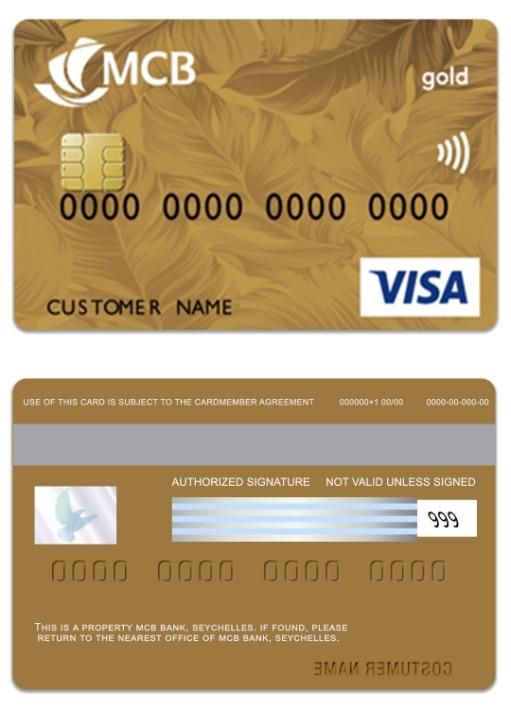 MCB
gold
0000 0000 0000 0000
VISA
CUSTOMER NAME
USE OF THIS CARD IS SUBJECT TO THE CARDMEMBER AGREEMENT 000000+1 00/00 0000-00-000-00
AUTHORIZED SIGNATURE NOT VALID UNLESS SIGNED
999
0000 0000 0000 0000
THIS IS A PROPERTY MCB BANK, SEYCHELLES. IF FOUND, PLEASE
RETURN TO THE NEAREST OFFICE OF MCB BANK, SEYCHELLES.
COSTUMER NAME